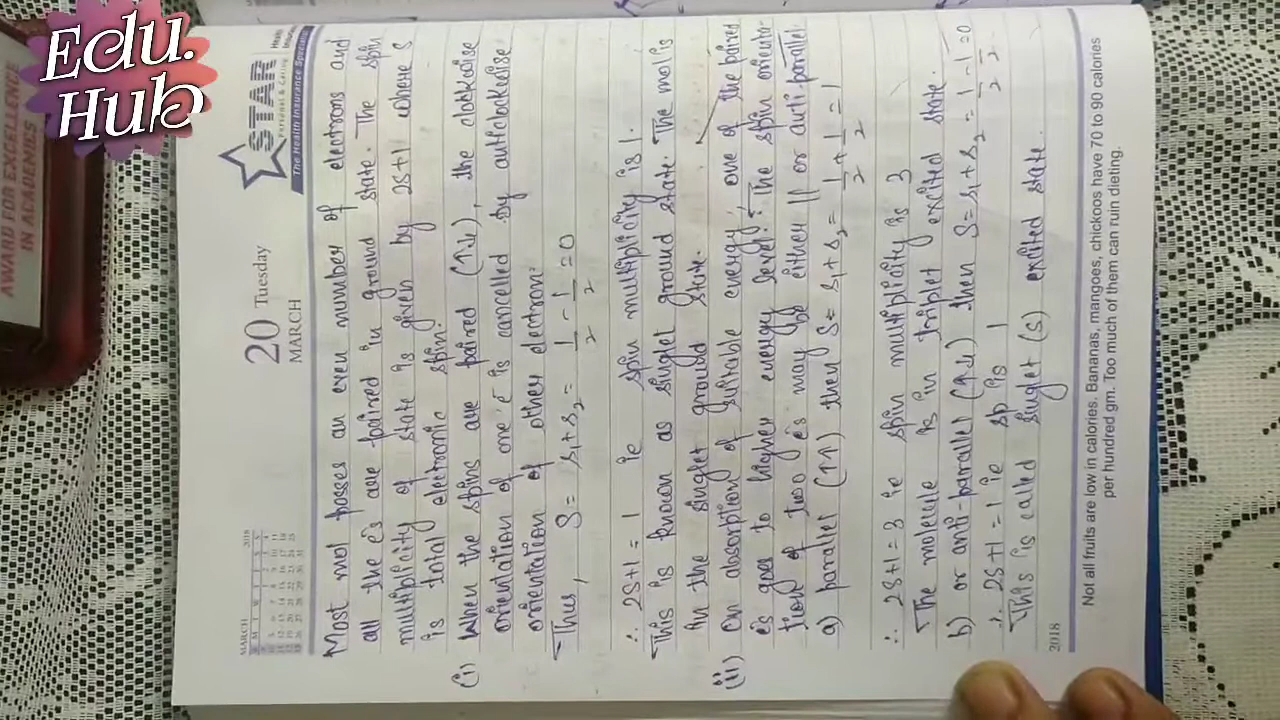 Edu.
Hub
AWARD FOR EXCELLENCE
IN ACADEMIES
MARCH 2018
20 Tuesday
MARCH
STAR
Personal & Caring
The Health Insurance Specialist
Most mol posses an even number of electrons and
all the e's are paired in ground state. The spin
multiplicity of state is given by 2S+1 where S
is total electronic spin.
(i) When the spins are paired (↑↓), the clockwise
orientation of one e is cancelled by anticlockwise
orientation of other electron.
Thus, S = s₁+s₂ = 1/2 - 1/2 = 0
∴ 2S+1 = 1 ie spin multiplicity is 1.
This is known as singlet ground state. The mol is
in the singlet ground state.
(ii) On absorption of suitable energy, one of the paired
e's goes to higher energy level. The spin orienta-
tion of two e's may be either || or anti-parallel
a) parallel (↑↑) then S = s₁+s₂ = 1/2 + 1/2 = 1
∴ 2S+1 = 3 ie spin multiplicity is 3
The molecule is in triplet excited state.
b) or anti-parallel (↑↓) then S = s₁+s₂ = 1/2 - 1/2 = 0
∴ 2S+1 = 1 ie sp is 1
This is called singlet (s) excited state.
2018
Not all fruits are low in calories. Bananas, mangoes, chickoos have 70 to 90 calories
per hundred gm. Too much of them can ruin dieting.